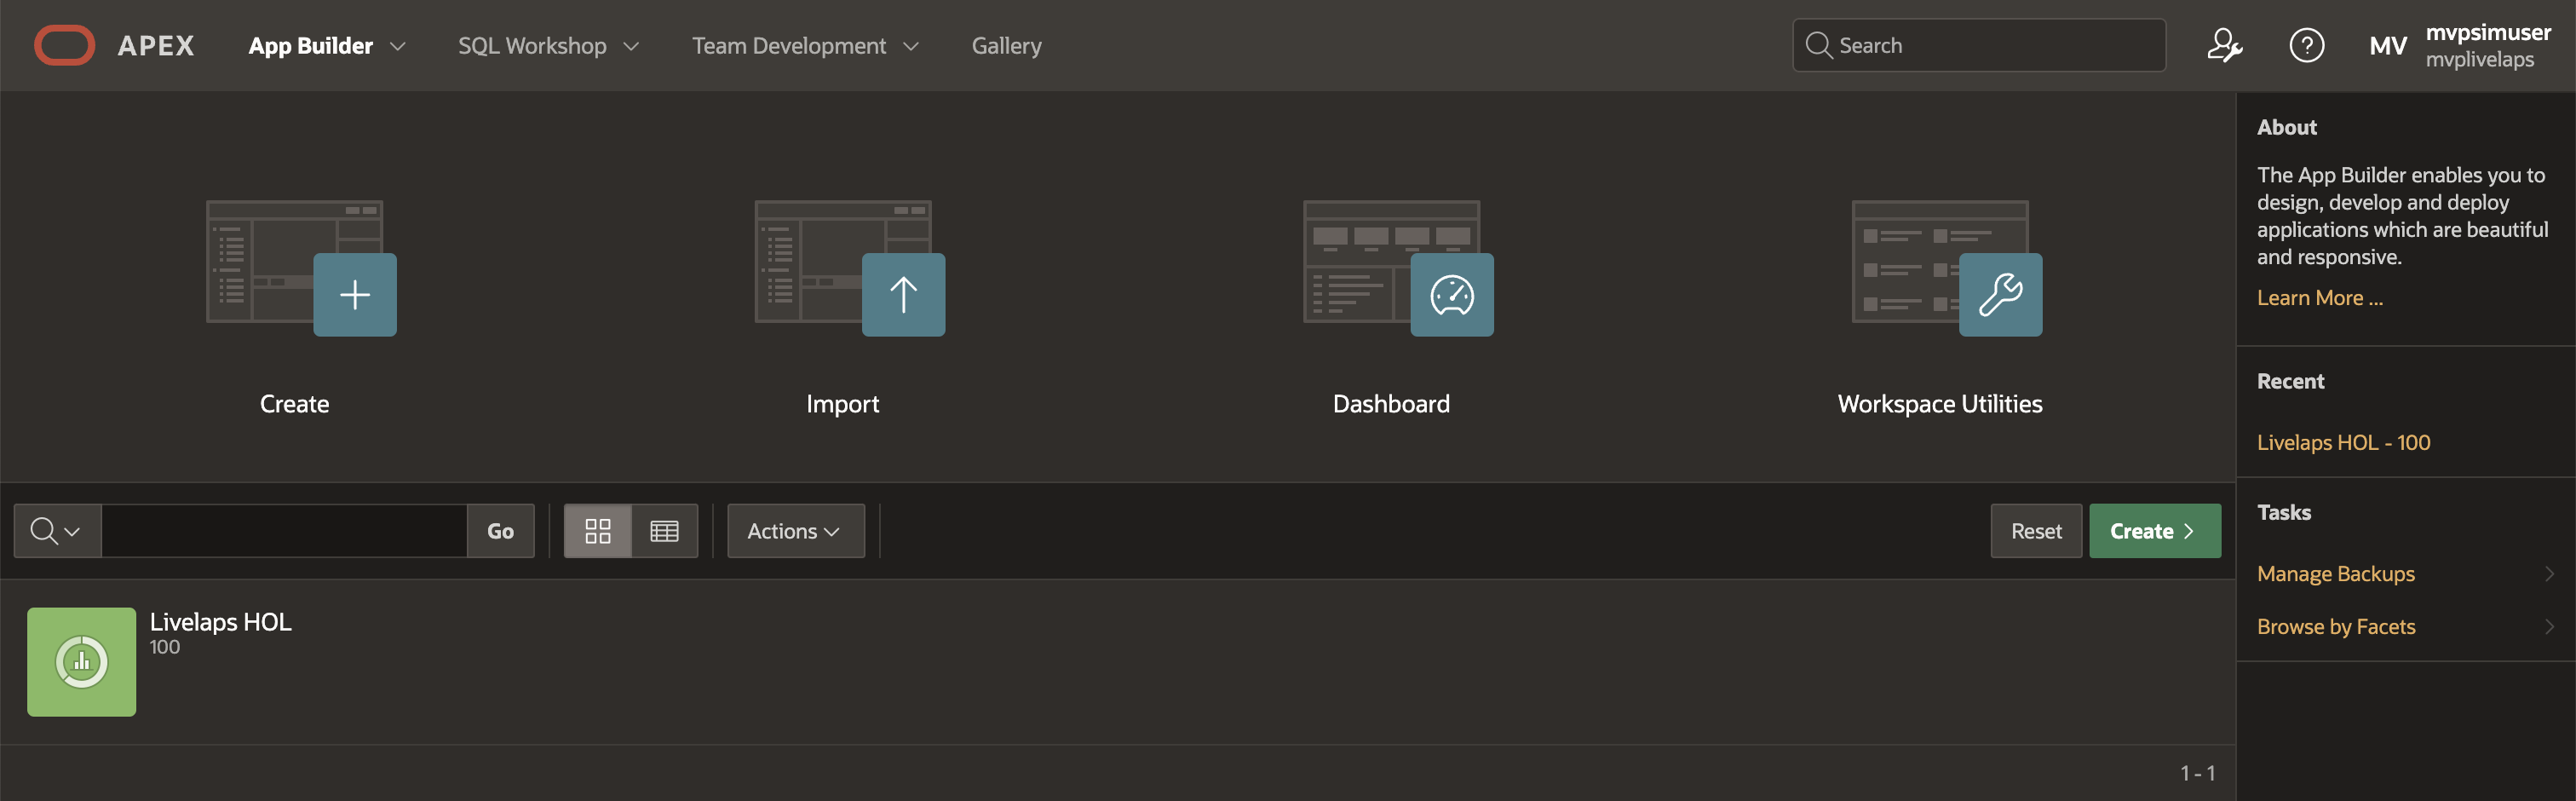 APEX
App Builder
SQL Workshop
Team Development
Gallery
Search
MV
mvpsimuser
mvplivelaps
Create
Import
Dashboard
Workspace Utilities
Go
Actions
Reset
Create
Livelaps HOL
100
1 - 1
About
The App Builder enables you to
design, develop and deploy
applications which are beautiful
and responsive.
Learn More ...
Recent
Livelaps HOL - 100
Tasks
Manage Backups
Browse by Facets